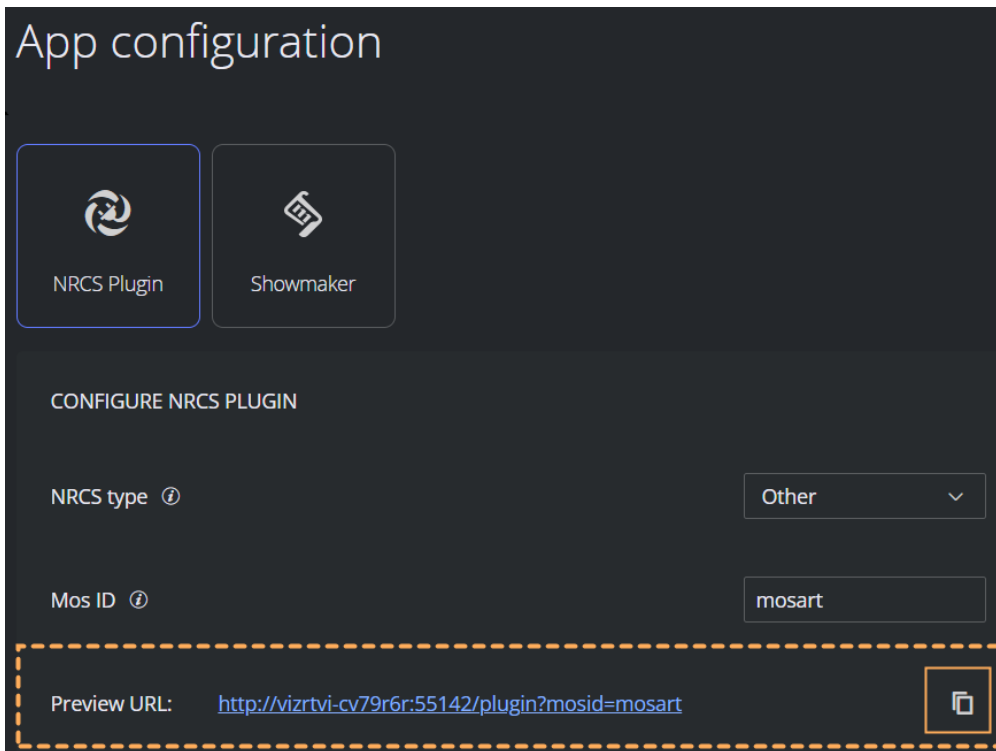 App configuration
NRCS Plugin
Showmaker
CONFIGURE NRCS PLUGIN
NRCS type
Other
Mos ID
mosart
Preview URL: http://vizrtvi-cv79r6r:55142/plugin?mosid=mosart